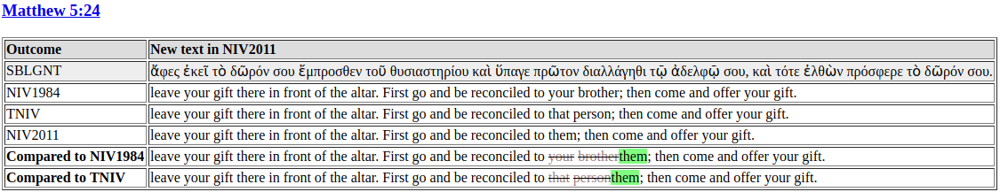 Matthew 5:24
Outcome New text in NIV2011
SBLGNT ἄφες ἐκεῖ τὸ δῶρόν σου ἔμπροσθεν τοῦ θυσιαστηρίου καὶ ὕπαγε πρῶτον διαλλάγηθι τῷ ἀδελφῷ σου, καὶ τότε ἐλθὼν πρόσφερε τὸ δῶρόν σου.
NIV1984 leave your gift there in front of the altar. First go and be reconciled to your brother; then come and offer your gift.
TNIV leave your gift there in front of the altar. First go and be reconciled to that person; then come and offer your gift.
NIV2011 leave your gift there in front of the altar. First go and be reconciled to them; then come and offer your gift.
Compared to NIV1984 leave your gift there in front of the altar. First go and be reconciled to your brotherthem; then come and offer your gift.
Compared to TNIV leave your gift there in front of the altar. First go and be reconciled to that personthem; then come and offer your gift.